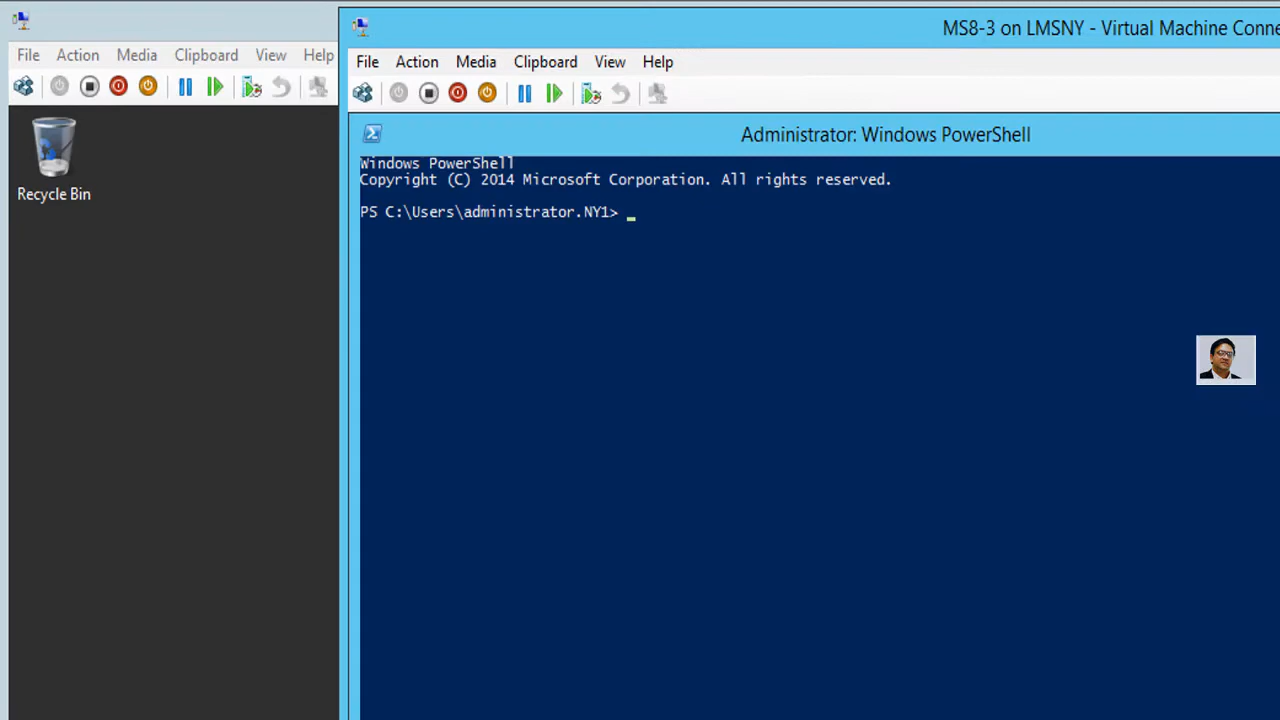 File Action Media Clipboard View Help
Recycle Bin
MS8-3 on LMSNY - Virtual Machine Conne
File Action Media Clipboard View Help
Administrator: Windows PowerShell
Windows PowerShell
Copyright (C) 2014 Microsoft Corporation. All rights reserved.
PS C:\Users\administrator.NY1> _